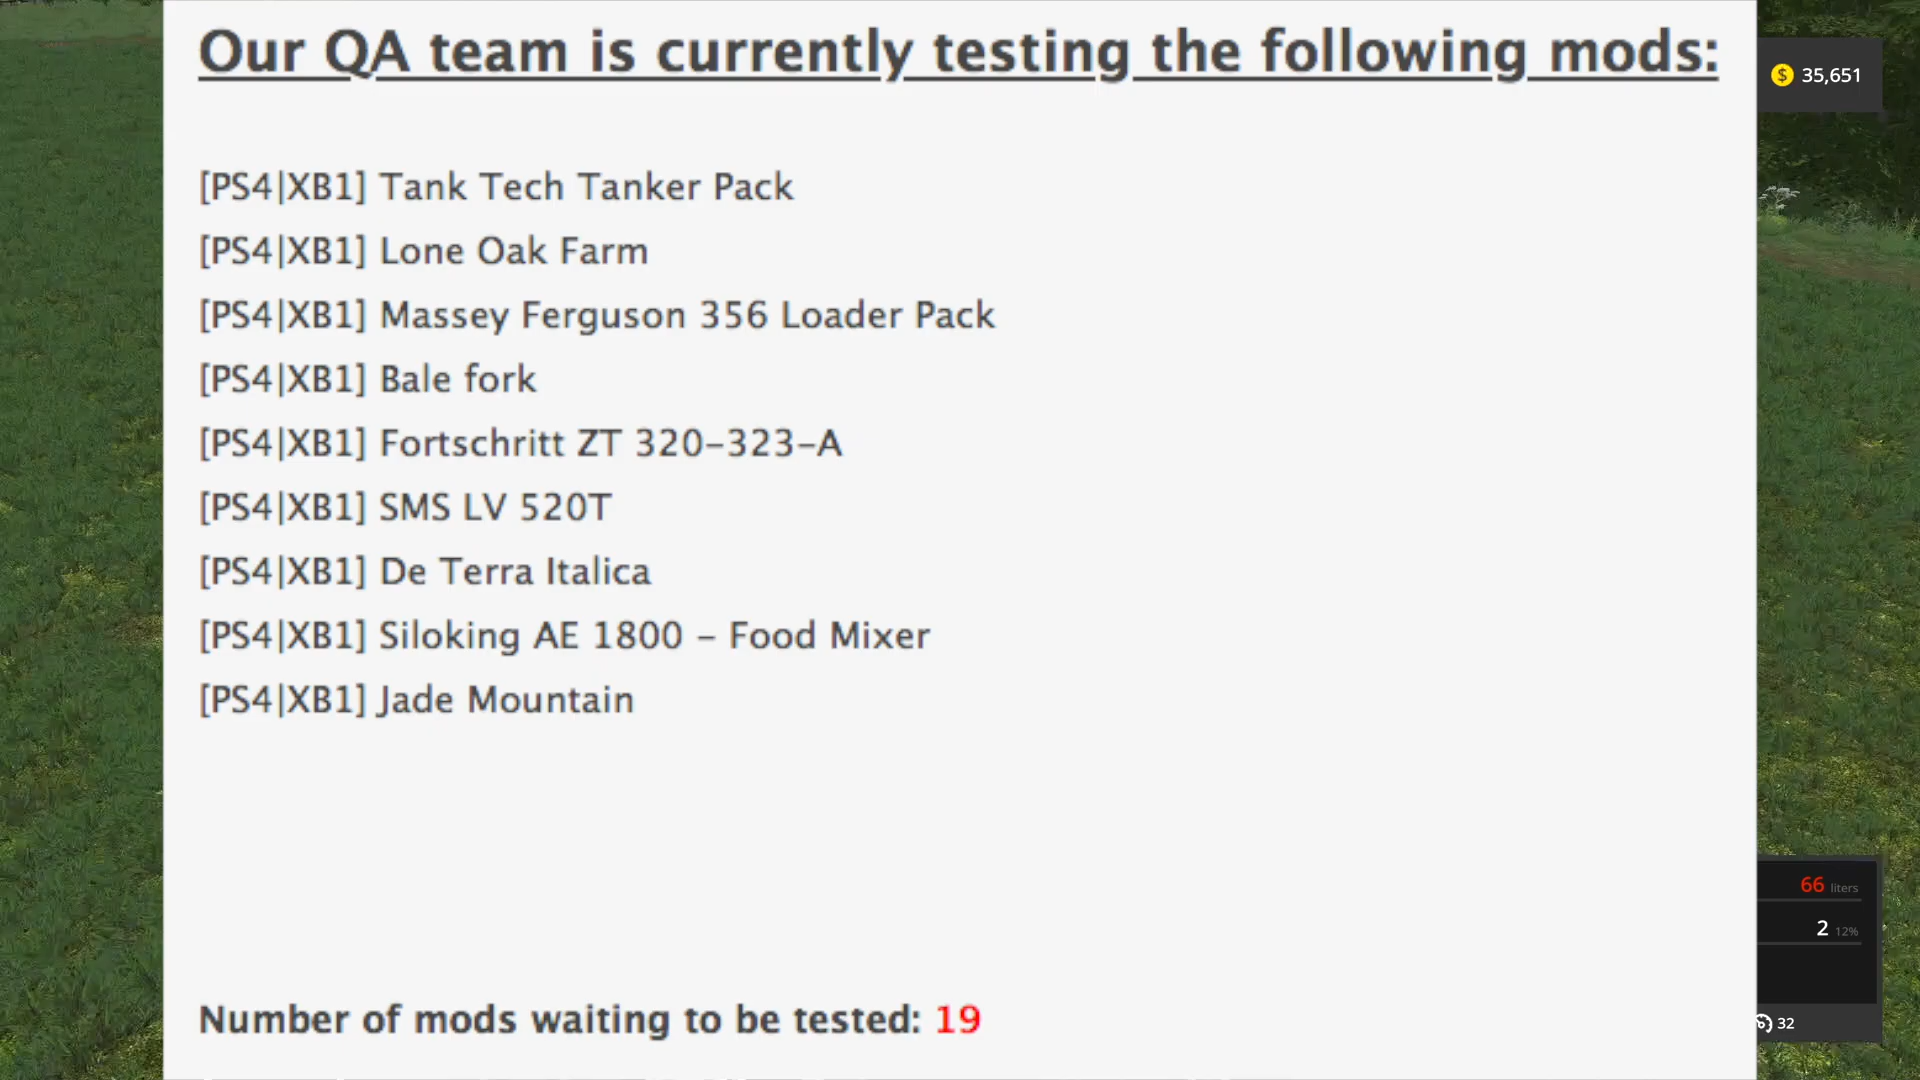 Our QA team is currently testing the following mods:
$ 35,651
[PS4|XB1] Tank Tech Tanker Pack
[PS4|XB1] Lone Oak Farm
[PS4|XB1] Massey Ferguson 356 Loader Pack
[PS4|XB1] Bale fork
[PS4|XB1] Fortschritt ZT 320-323-A
[PS4|XB1] SMS LV 520T
[PS4|XB1] De Terra Italica
[PS4|XB1] Siloking AE 1800 - Food Mixer
[PS4|XB1] Jade Mountain
66 liters
2 12%
Number of mods waiting to be tested: 19
32